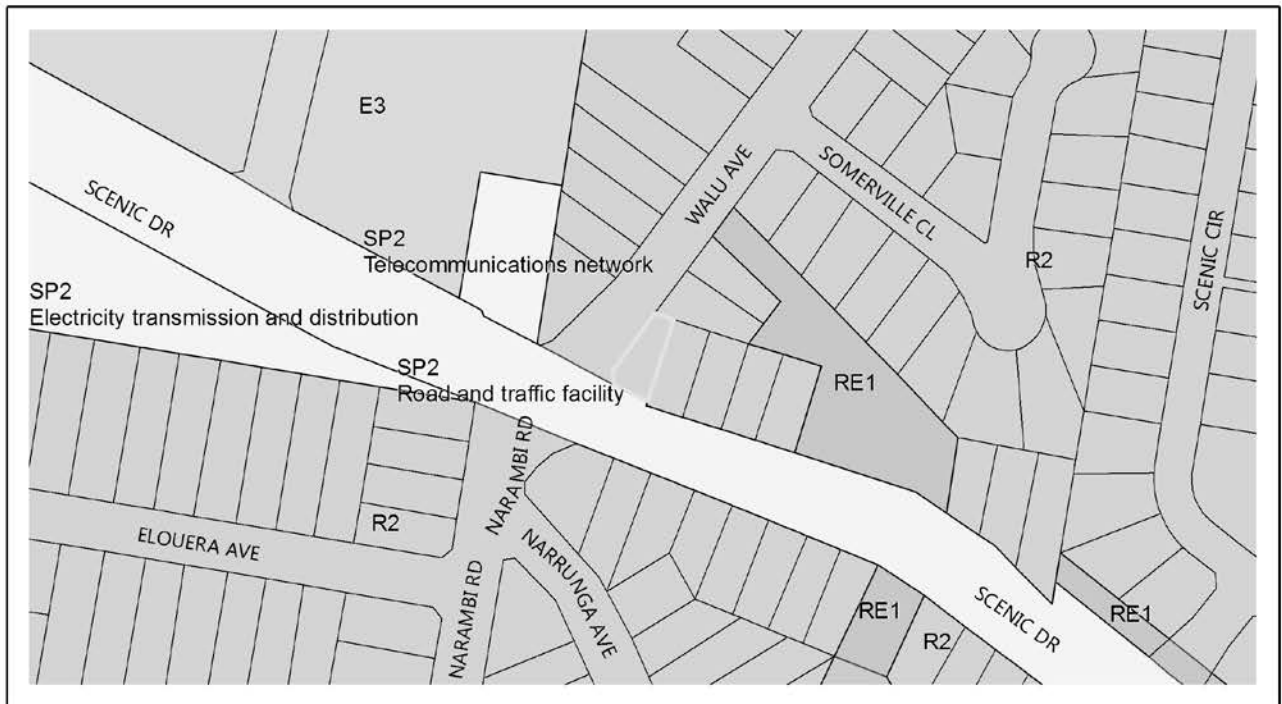 E3
WALU AVE
SOMERVILLE CL
SCENIC DR
SCENIC CIR
SP2
Telecommunications network
R2
SP2
Electricity transmission and distribution
SP2
Road and traffic facility
RE1
NARAMBI RD
R2
ELOUERA AVE
NARRUNGA AVE
NARAMBI RD
RE1
R2
SCENIC DR
RE1